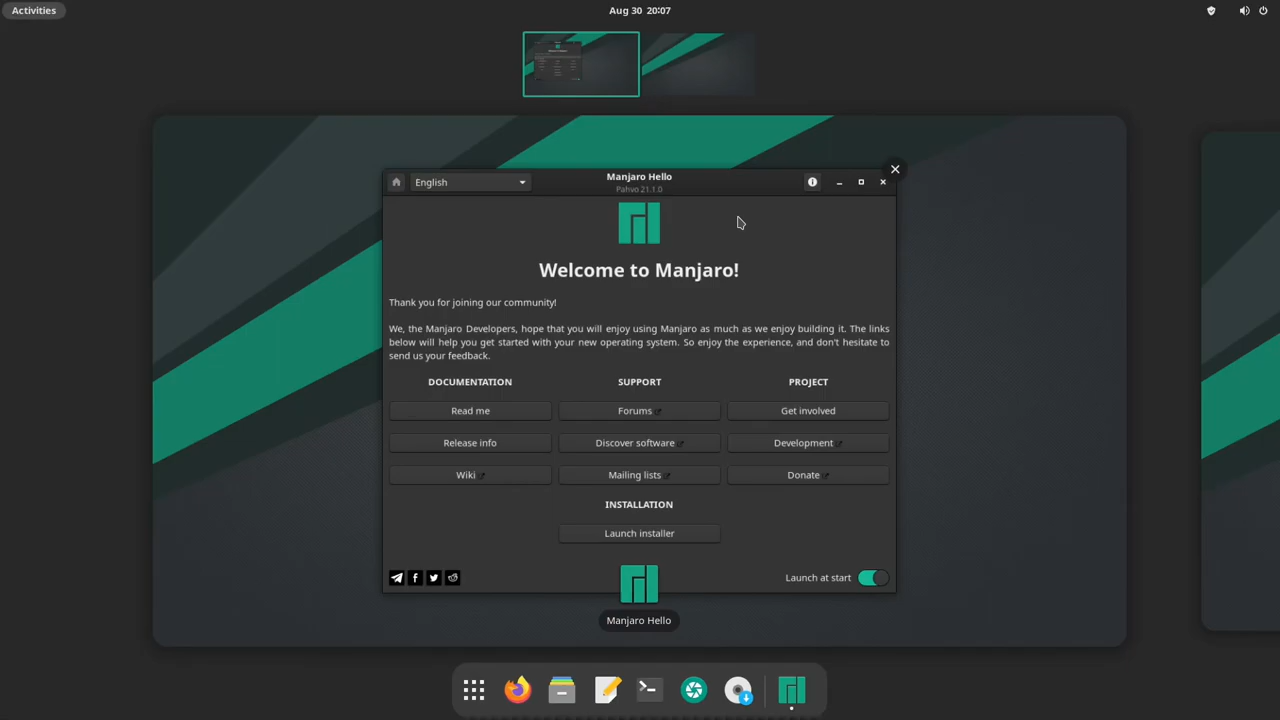 Activities
Aug 30 20:07
English
Manjaro Hello
Pahvo 21.1.0
Welcome to Manjaro!
Thank you for joining our community!
We, the Manjaro Developers, hope that you will enjoy using Manjaro as much as we enjoy building it. The links
below will help you get started with your new operating system. So enjoy the experience, and don't hesitate to
send us your feedback.
DOCUMENTATION
SUPPORT
PROJECT
Read me
Forums
Get involved
Release info
Discover software
Development
Wiki
Mailing lists
Donate
INSTALLATION
Launch installer
Launch at start
Manjaro Hello